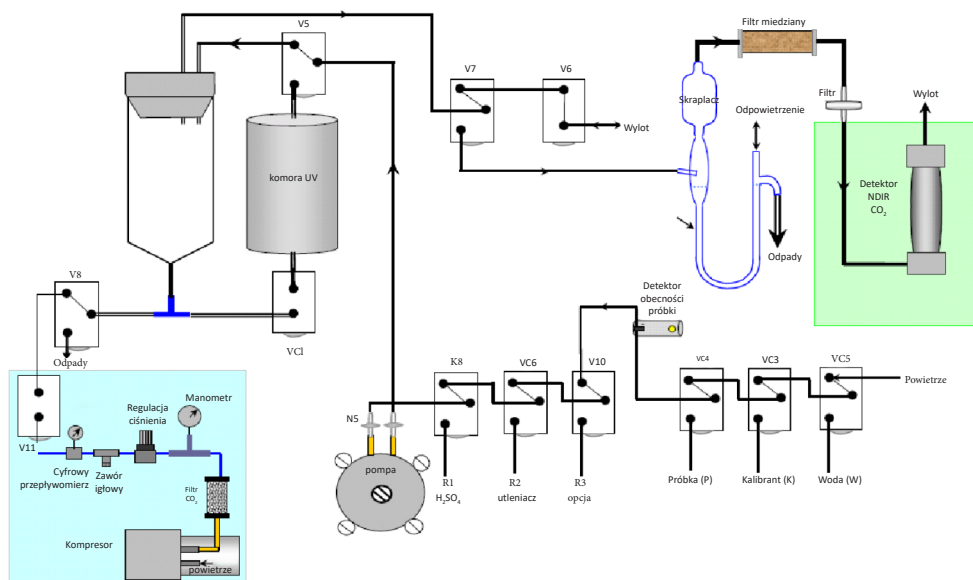 V5
V7
V6
Wylot
komora UV
V8
Odpady
VCl
V11
Regulacja
ciśnienia
Manometr
Cyfrowy
przepływomierz
Zawór
igłowy
Filtr
CO₂
Kompresor
powietrze
N5
pompa
K8
R1
H₂SO₄
VC6
R2
utleniacz
V10
R3
opcja
Detektor
obecności
próbki
VC4
Próbka (P)
VC3
Kalibrant (K)
VC5
Woda (W)
Powietrze
Filtr miedziany
Skraplacz
Odpowietrzenie
Odpady
Filtr
Wylot
Detektor
NDIR
CO₂